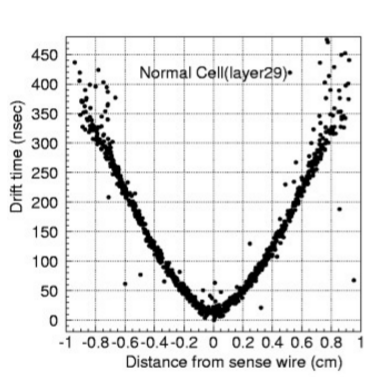 Normal Cell(layer29)
Drift time (nsec)
450
400
350
300
250
200
150
100
50
0
-1 -0.8 -0.6 -0.4 -0.2 0 0.2 0.4 0.6 0.8 1
Distance from sense wire (cm)